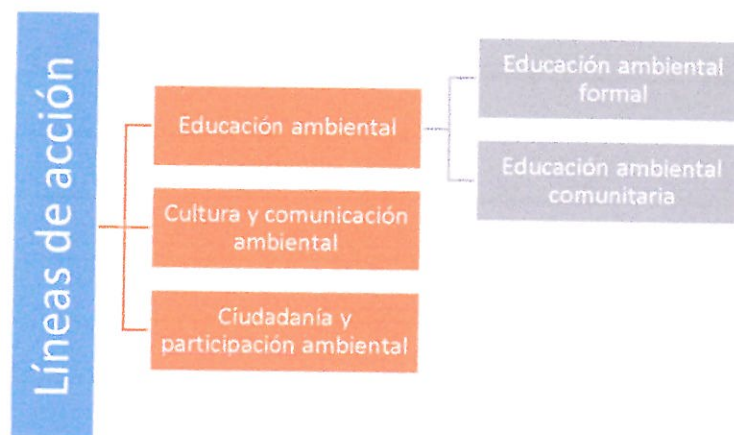 Líneas de acción
Educación ambiental
Educación ambiental
formal
Educación ambiental
comunitaria
Cultura y comunicación
ambiental
Ciudadanía y
participación ambiental